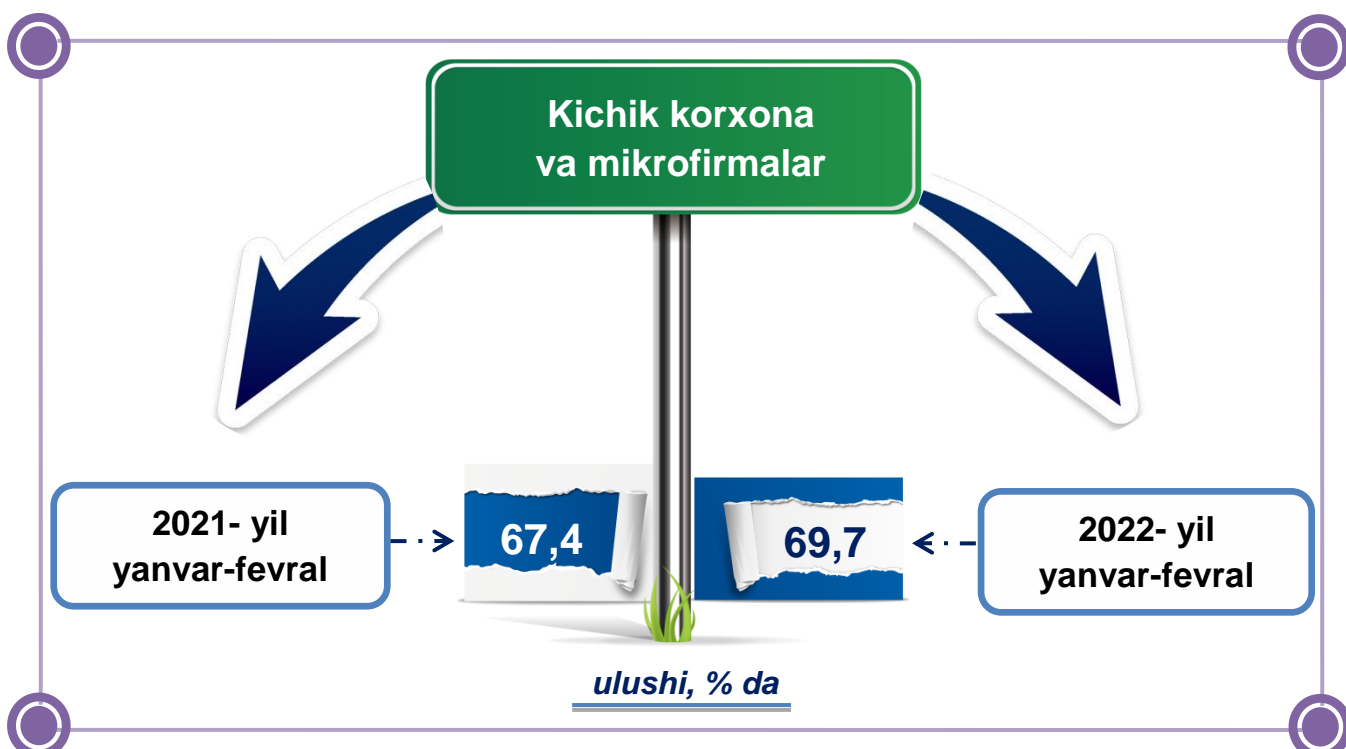 Kichik korxona
va mikrofirmalar
2021- yil
yanvar-fevral
67,4
69,7
2022- yil
yanvar-fevral
ulushi, % da